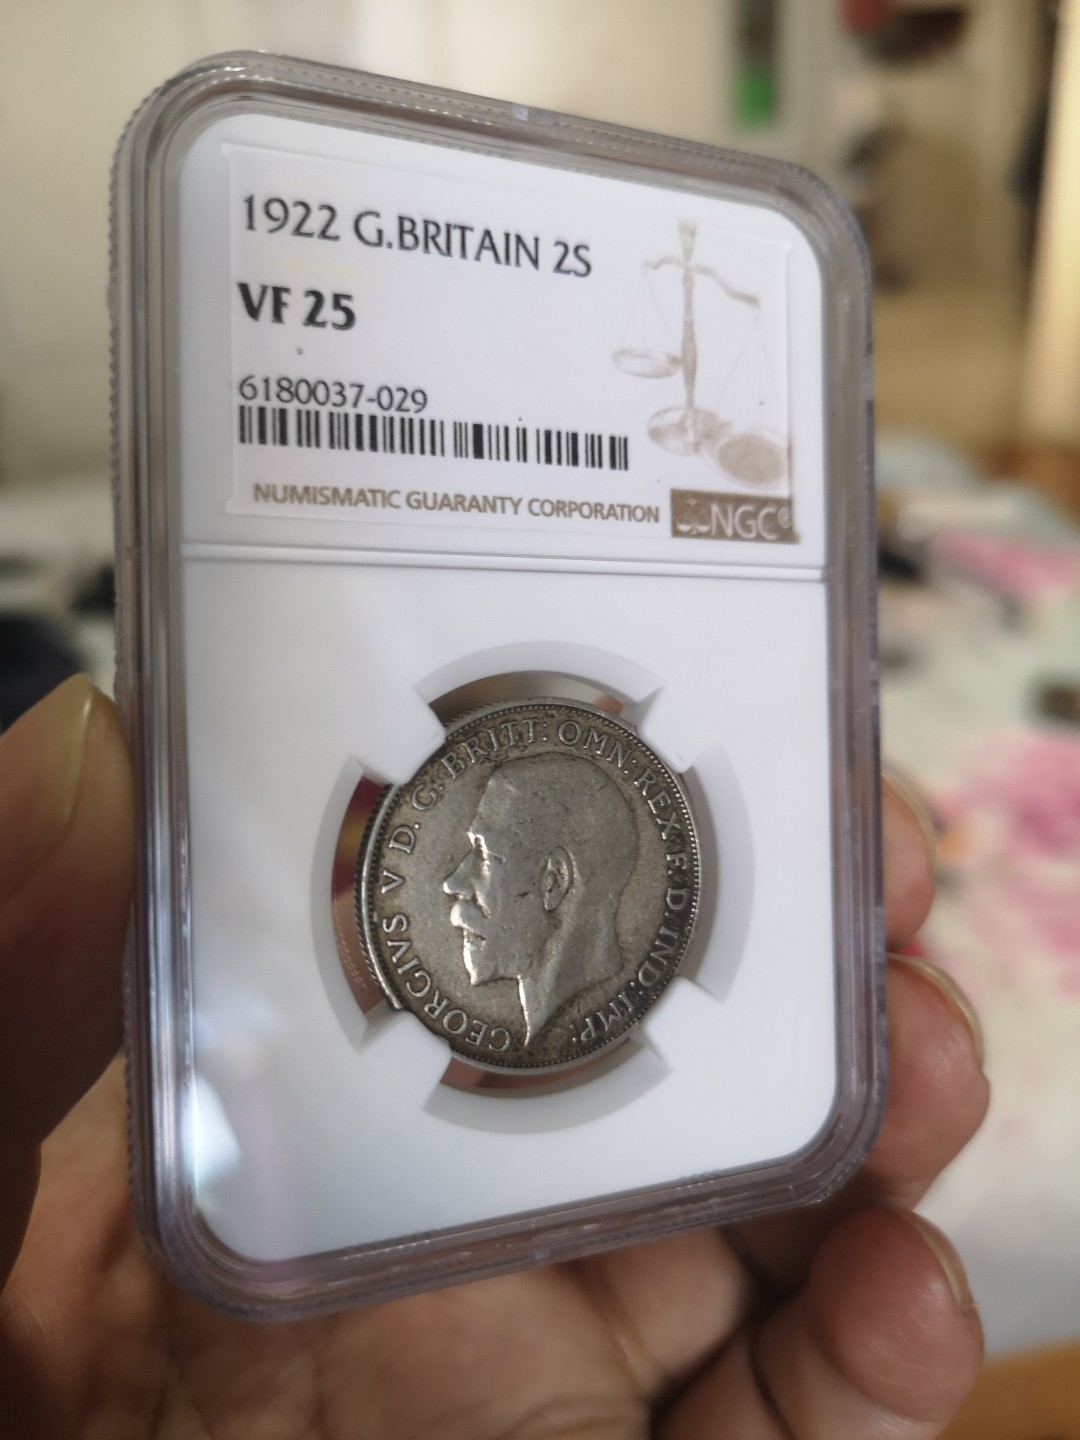 1922 G.BRITAIN 2S
VF 25
6180037-029
NUMISMATIC GUARANTY CORPORATION
NGC®
GEORGIVS V D. G. BRITT: OMN: REX F. D. IND: IMP: